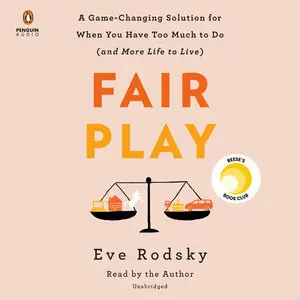 PENGUIN
AUDIO
A Game-Changing Solution for
When You Have Too Much to Do
(and More Life to Live)
FAIR
PLAY
REESE'S
BOOK CLUB
Eve Rodsky
Read by the Author
Unabridged